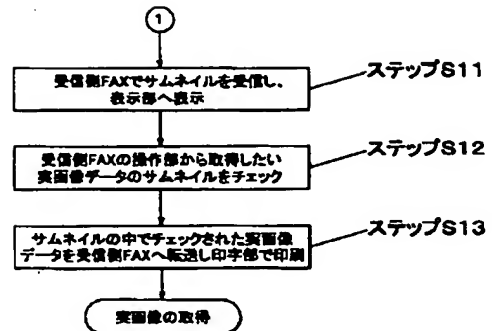 1
受信側FAXでサムネイルを受信し、
表示部へ表示
ステップS11
受信側FAXの操作部から取得したい
実画像データのサムネイルをチェック
ステップS12
サムネイルの中でチェックされた実画像
データを受信側FAXへ転送し印字部で印刷
ステップS13
実画像の取得